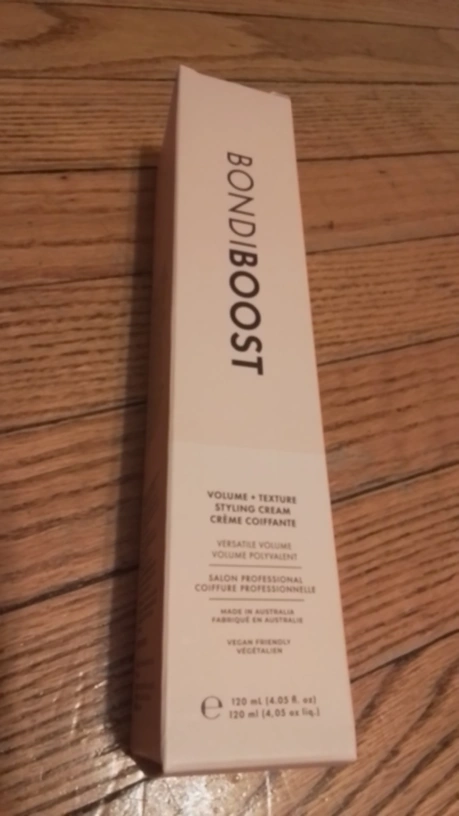 BONDIBOOST
VOLUME + TEXTURE
STYLING CREAM
CRÈME COIFFANTE
VERSATILE VOLUME
VOLUME POLYVALENT
SALON PROFESSIONAL
COIFFURE PROFESSIONNELLE
MADE IN AUSTRALIA
FABRIQUÉ EN AUSTRALIE
VEGAN FRIENDLY
VÉGÉTALIEN
℮ 120 mL (4.05 fl. oz)
120 ml (4,05 oz liq.)